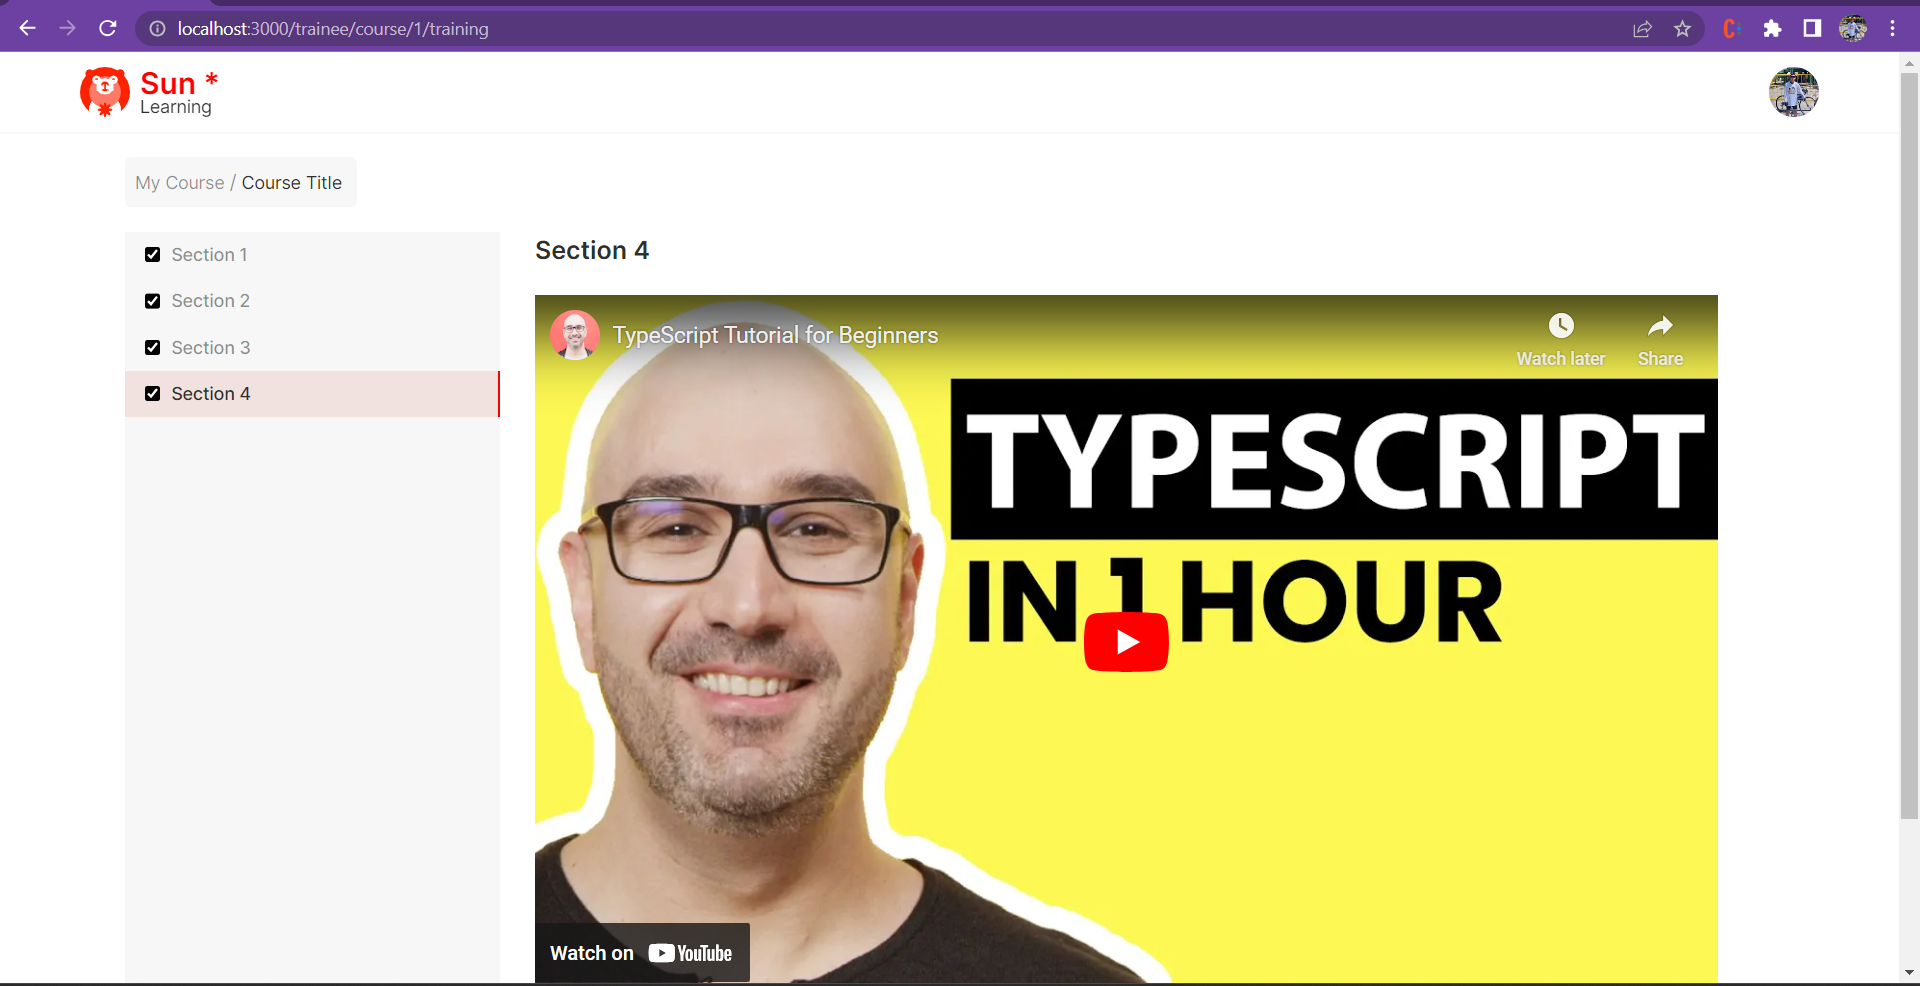 localhost:3000/trainee/course/1/training
Sun *
Learning
My Course / Course Title
Section 1
Section 2
Section 3
Section 4
Section 4
TypeScript Tutorial for Beginners
Watch later
Share
TYPESCRIPT
IN 1 HOUR
Watch on YouTube